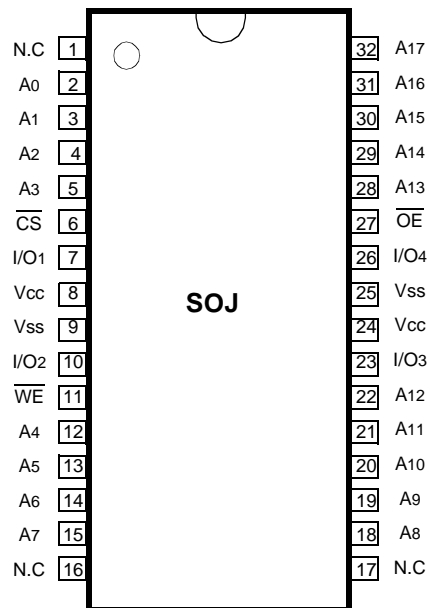 N.C 1 32 A17
A0 2 31 A16
A1 3 30 A15
A2 4 29 A14
A3 5 28 A13
C̅S̅ 6 27 O̅E̅
I/O1 7 26 I/O4
Vcc 8 25 Vss
SOJ
Vss 9 24 Vcc
I/O2 10 23 I/O3
W̅E̅ 11 22 A12
A4 12 21 A11
A5 13 20 A10
A6 14 19 A9
A7 15 18 A8
N.C 16 17 N.C